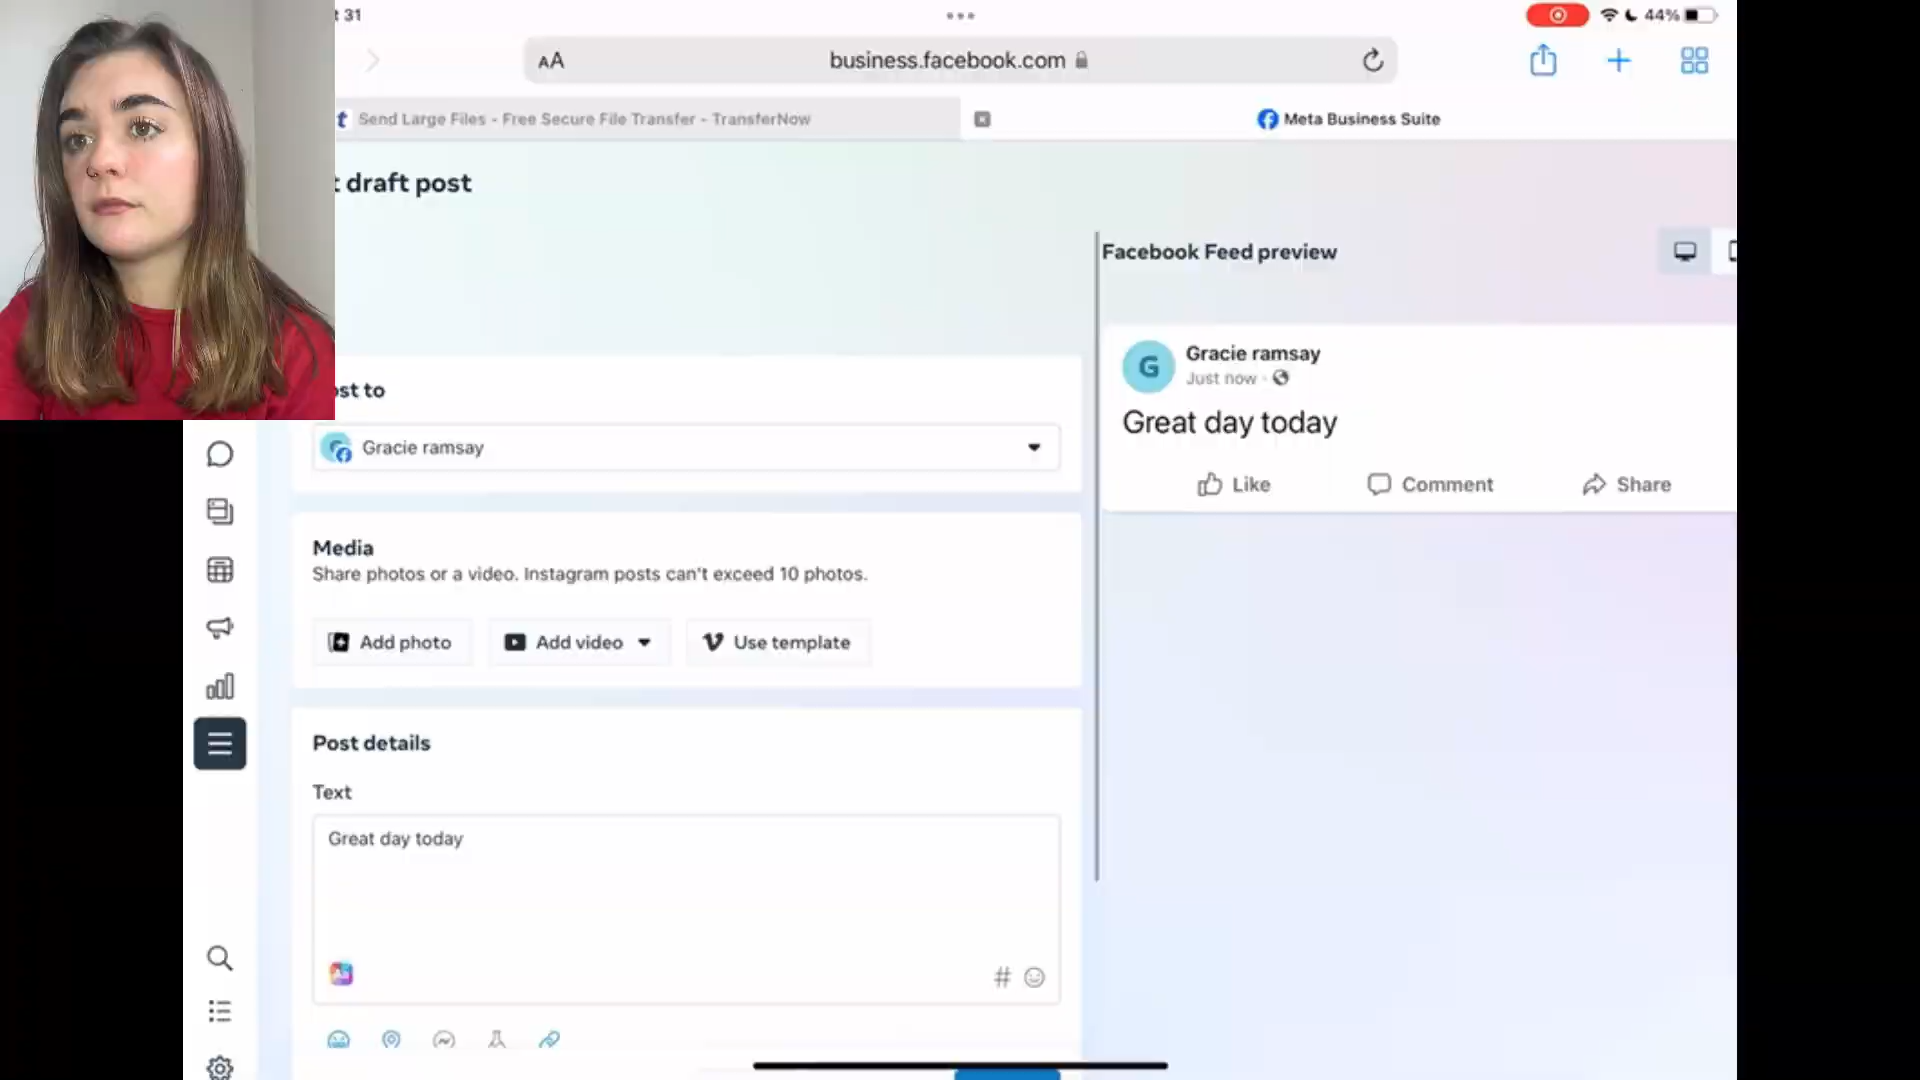 31
44%
AA
business.facebook.com
Send Large Files - Free Secure File Transfer - TransferNow
Meta Business Suite
draft post
Facebook Feed preview
G
Gracie ramsay
Just now
Great day today
Like
Comment
Share
to
Gracie ramsay
Media
Share photos or a video. Instagram posts can't exceed 10 photos.
Add photo
Add video
Use template
Post details
Text
Great day today
#